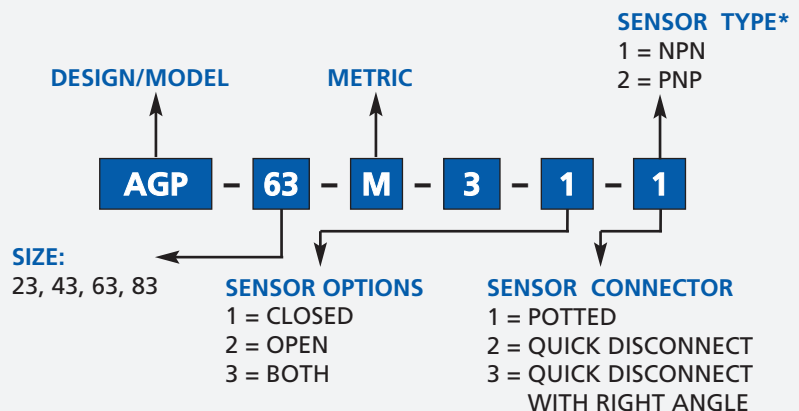 SENSOR TYPE*
1 = NPN
2 = PNP
DESIGN/MODEL
METRIC
AGP - 63 - M - 3 - 1 - 1
SIZE:
23, 43, 63, 83
SENSOR OPTIONS
1 = CLOSED
2 = OPEN
3 = BOTH
SENSOR CONNECTOR
1 = POTTED
2 = QUICK DISCONNECT
3 = QUICK DISCONNECT
WITH RIGHT ANGLE